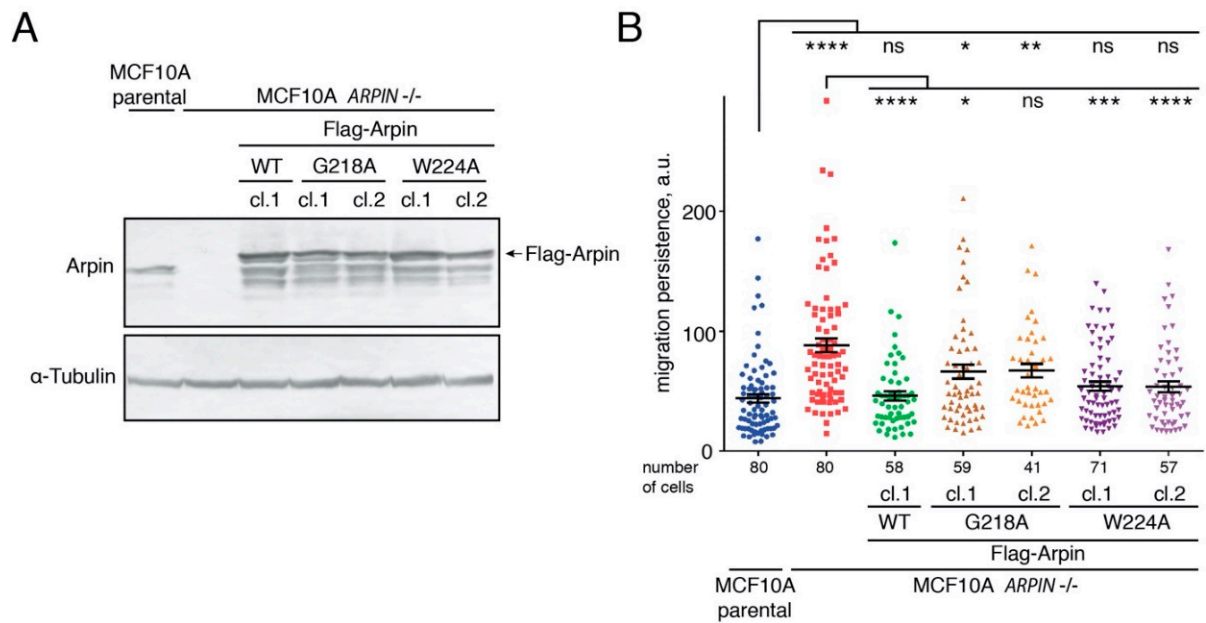 A
MCF10A
parental
MCF10A ARPIN -/-
Flag-Arpin
WT G218A W224A
cl.1 cl.1 cl.2 cl.1 cl.2
Arpin
Flag-Arpin
α-Tubulin
B
**** ns * ** ns ns
**** * ns *** ****
migration persistence, a.u.
200
100
0
number
of cells
80 80 58 59 41 71 57
cl.1 cl.1 cl.2 cl.1 cl.2
WT G218A W224A
Flag-Arpin
MCF10A
parental
MCF10A ARPIN -/-